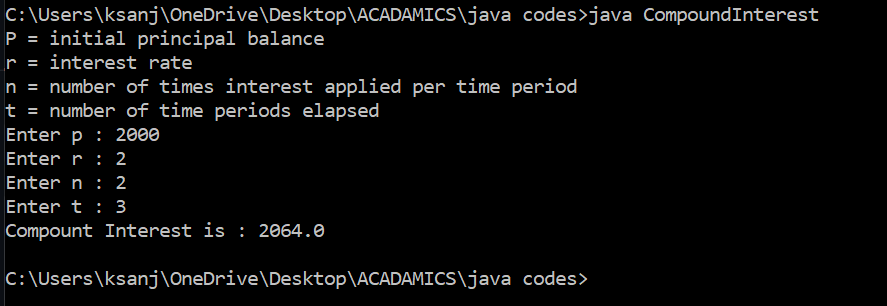 C:\Users\ksanj\OneDrive\Desktop\ACADAMICS\java codes>java CompoundInterest
P = initial principal balance
r = interest rate
n = number of times interest applied per time period
t = number of time periods elapsed
Enter p : 2000
Enter r : 2
Enter n : 2
Enter t : 3
Compount Interest is : 2064.0
C:\Users\ksanj\OneDrive\Desktop\ACADAMICS\java codes>